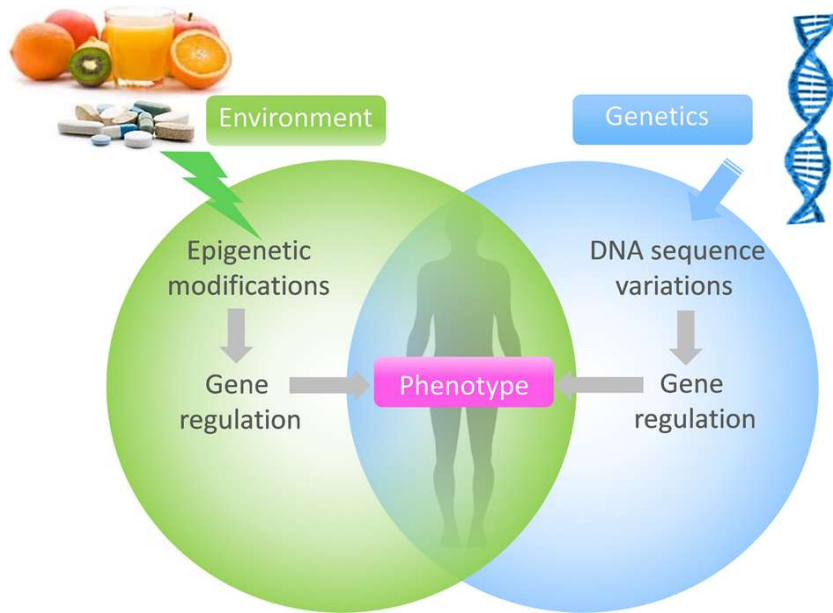 Environment
Genetics
Epigenetic
modifications
DNA sequence
variations
Gene
regulation
Phenotype
Gene
regulation